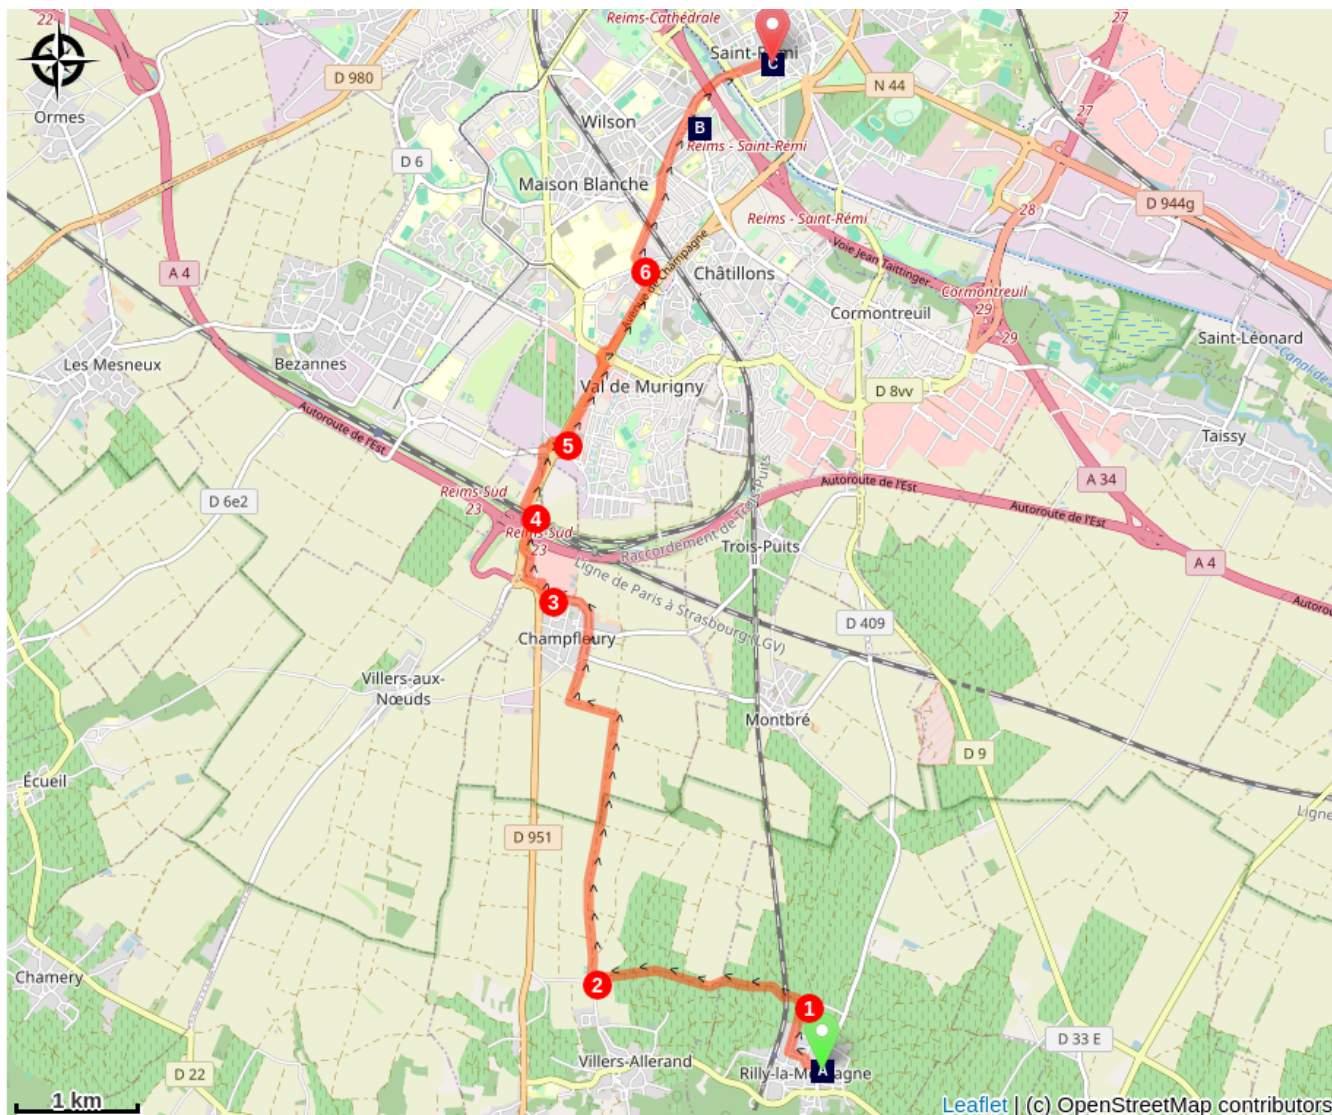 27
Reims-Cathédrale
22
Saint-Rémi
C
D 980
N 44
27
Ormes
Wilson
B
Reims - Saint-Rémi
D 6
Maison Blanche
D 944g
28
Reims - Saint-Rémi
A 4
Voie Jean Taittinger
6
Avenue de Champagne
Châtillons
Cormontreuil
29
Cormontreuil
29
Saint-Léonard
Les Mesneux
Bezannes
Val de Murigny
D 8vv
Autoroute de l'Est
5
Taissy
Reims-Sud
23
D 6e2
A 34
Autoroute de l'Est
Autoroute de l'Est
4
Reims-Sud
23
Raccordement de Trois-Puits
Trois-Puits
A 4
Ligne de Paris à Strasbourg (LGV)
3
D 409
Champfleury
Villers-aux-
Nœuds
Montbré
D 9
Écueil
D 951
Chamery
2
1
D 33 E
Villers-Allerand
Rilly-la-Montagne
A
D 22
1 km
Leaflet | (c) OpenStreetMap contributors